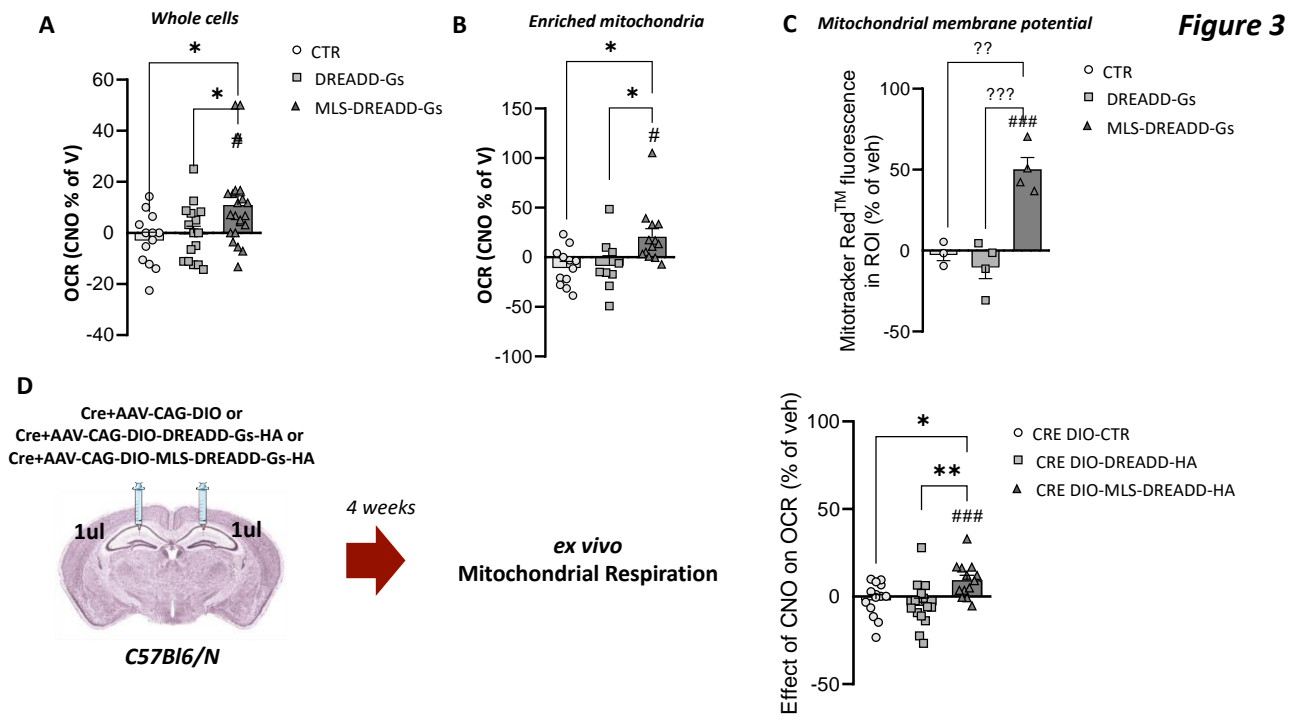 Figure 3
A
Whole cells
*
*
#
OCR (CNO % of V)
60
40
20
0
-20
-40
CTR
DREADD-Gs
MLS-DREADD-Gs
B
Enriched mitochondria
*
*
#
OCR (CNO % of V)
150
100
50
0
-50
-100
C
Mitochondrial membrane potential
??
???
###
Mitotracker Red™ fluorescence
in ROI (% of veh)
100
50
0
-50
CTR
DREADD-Gs
MLS-DREADD-Gs
D
Cre+AAV-CAG-DIO or
Cre+AAV-CAG-DIO-DREADD-Gs-HA or
Cre+AAV-CAG-DIO-MLS-DREADD-Gs-HA
1ul 1ul
C57Bl6/N
4 weeks
ex vivo
Mitochondrial Respiration
*
**
###
Effect of CNO on OCR (% of veh)
100
50
0
-50
CRE DIO-CTR
CRE DIO-DREADD-HA
CRE DIO-MLS-DREADD-HA